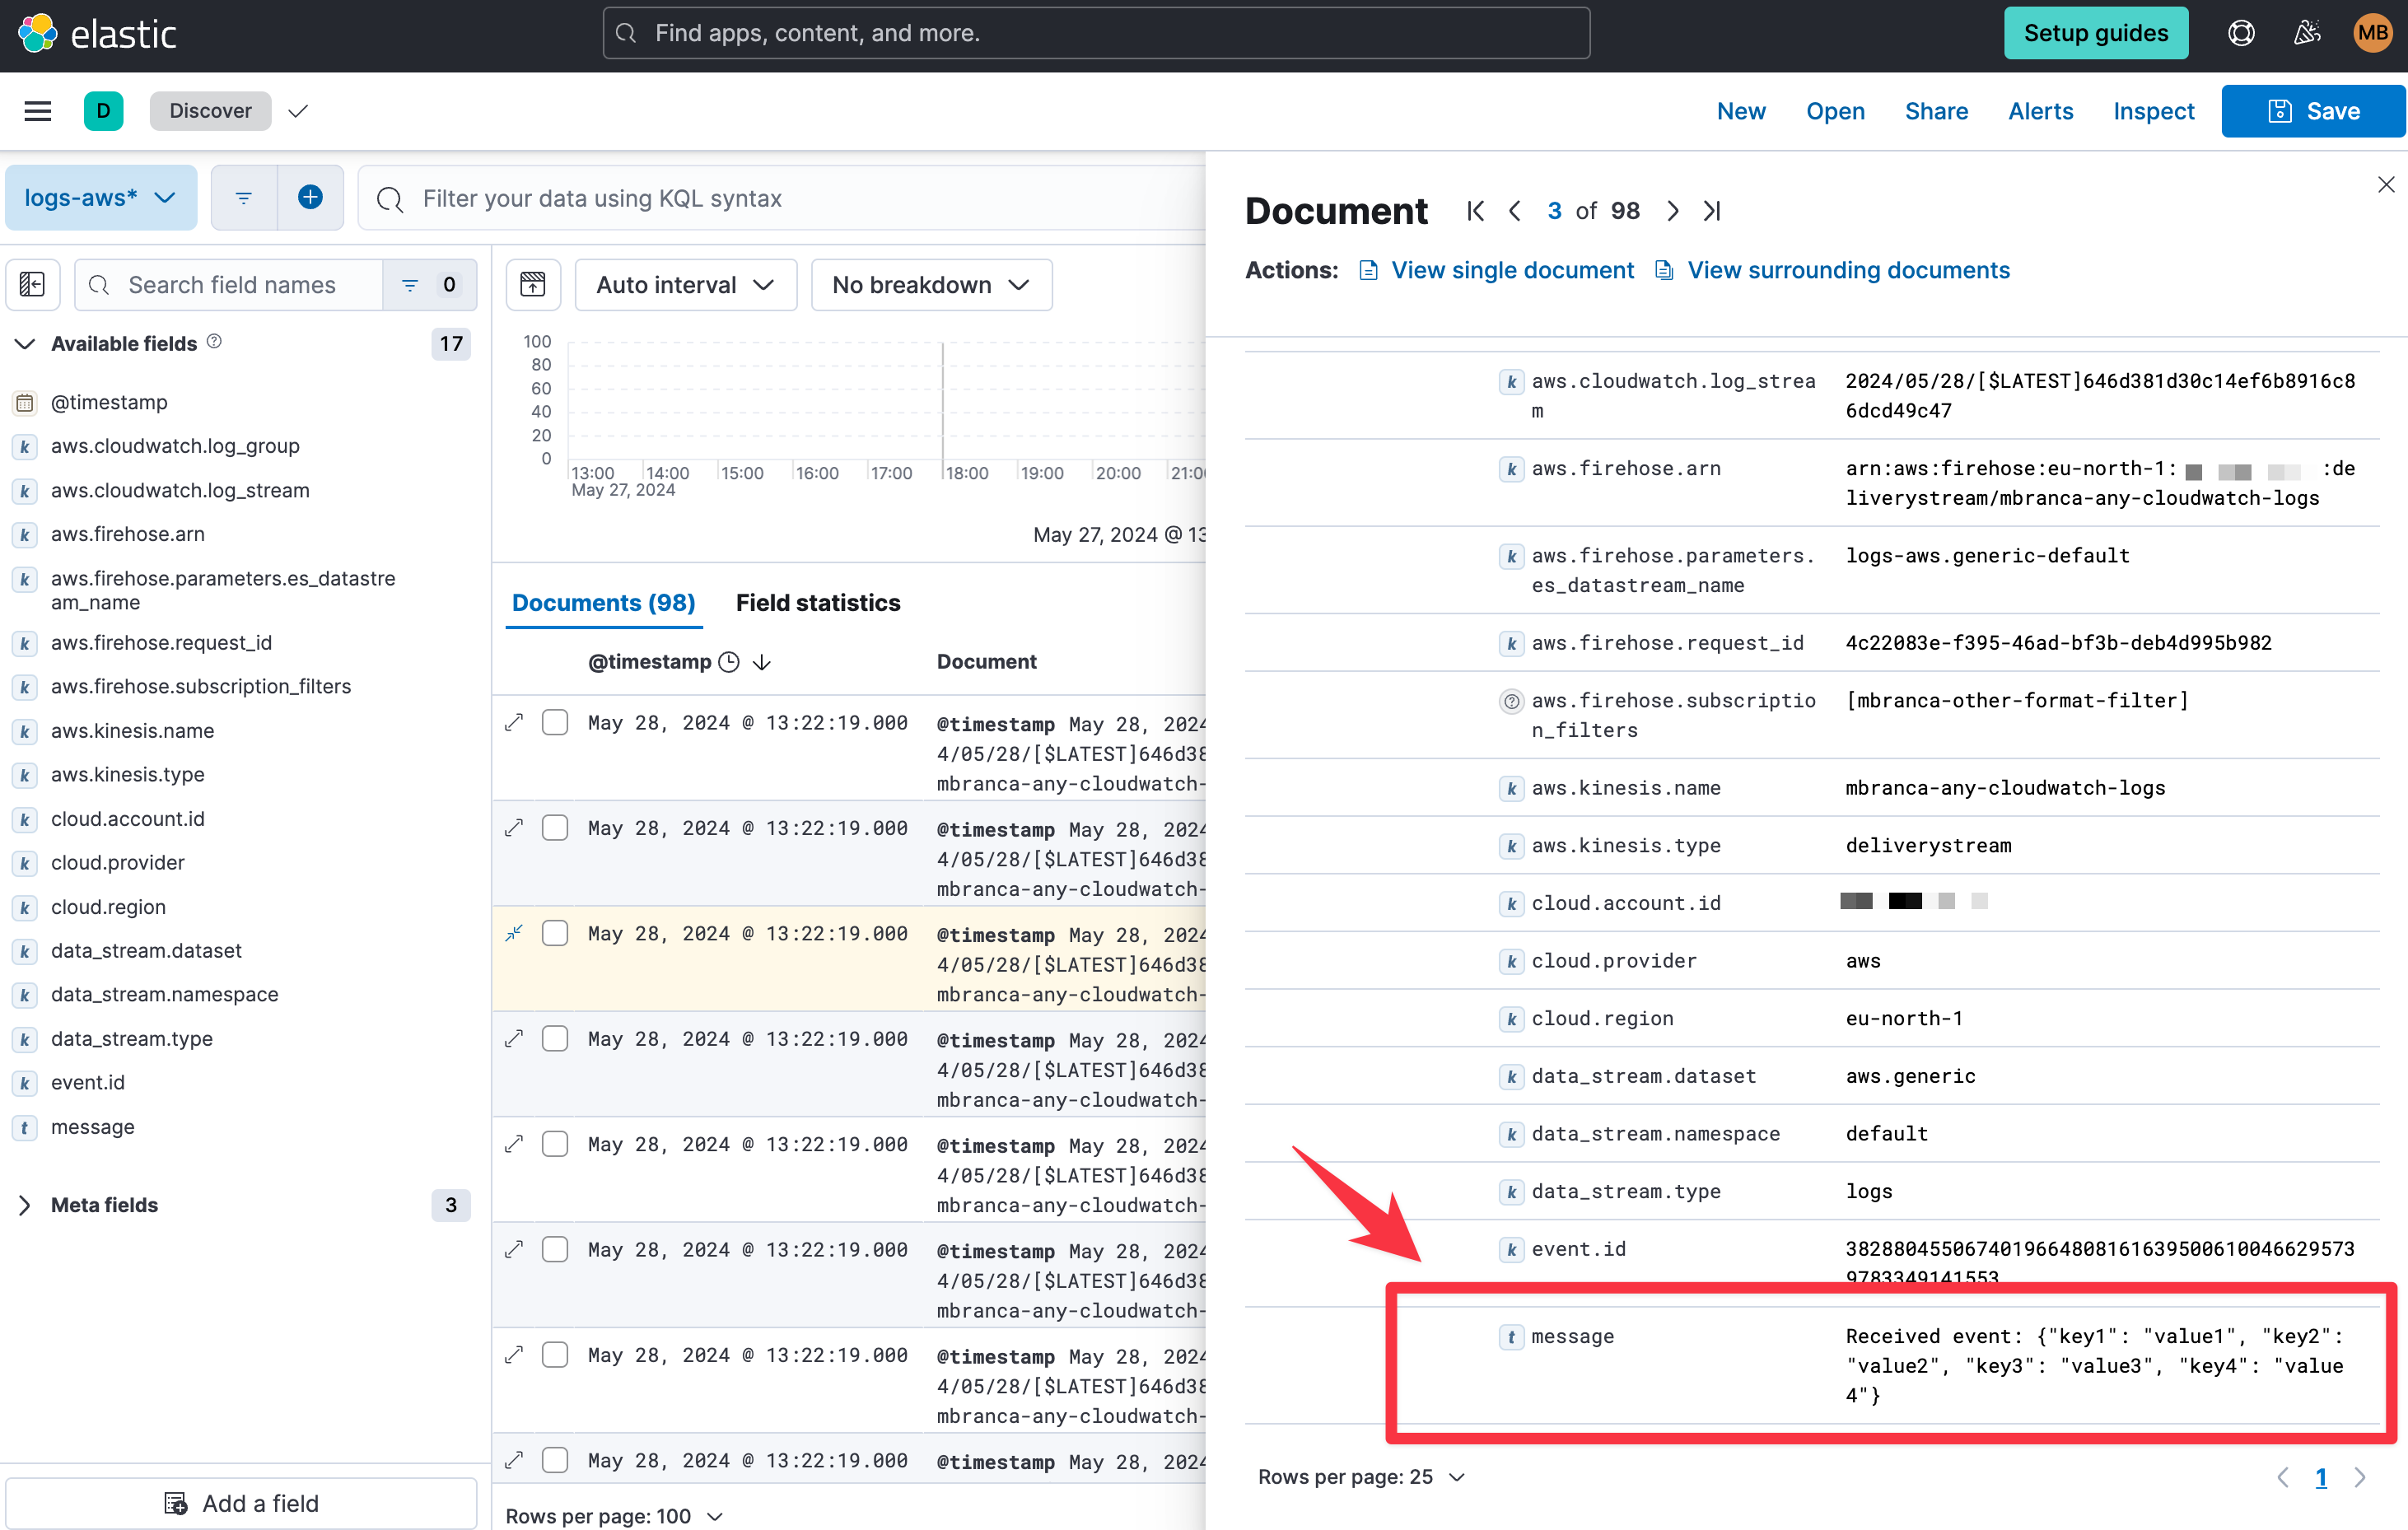 elastic
Find apps, content, and more.
Setup guides
MB
D
Discover
New
Open
Share
Alerts
Inspect
Save
logs-aws*
Filter your data using KQL syntax
Search field names
0
Available fields
17
@timestamp
k aws.cloudwatch.log_group
k aws.cloudwatch.log_stream
k aws.firehose.arn
k aws.firehose.parameters.es_datastre
am_name
k aws.firehose.request_id
k aws.firehose.subscription_filters
k aws.kinesis.name
k aws.kinesis.type
k cloud.account.id
k cloud.provider
k cloud.region
k data_stream.dataset
k data_stream.namespace
k data_stream.type
k event.id
t message
Meta fields
3
Add a field
Auto interval
No breakdown
100
80
60
40
20
0
13:00 14:00 15:00 16:00 17:00 18:00 19:00 20:00 21:0
May 27, 2024
May 27, 2024 @ 13
Documents (98)
Field statistics
@timestamp
Document
May 28, 2024 @ 13:22:19.000
@timestamp May 28, 2024
4/05/28/[$LATEST]646d38
mbranca-any-cloudwatch-
May 28, 2024 @ 13:22:19.000
@timestamp May 28, 2024
4/05/28/[$LATEST]646d38
mbranca-any-cloudwatch-
May 28, 2024 @ 13:22:19.000
@timestamp May 28, 2024
4/05/28/[$LATEST]646d38
mbranca-any-cloudwatch-
May 28, 2024 @ 13:22:19.000
@timestamp May 28, 2024
4/05/28/[$LATEST]646d38
mbranca-any-cloudwatch-
May 28, 2024 @ 13:22:19.000
@timestamp May 28, 2024
4/05/28/[$LATEST]646d38
mbranca-any-cloudwatch-
May 28, 2024 @ 13:22:19.000
@timestamp May 28, 2024
4/05/28/[$LATEST]646d38
mbranca-any-cloudwatch-
May 28, 2024 @ 13:22:19.000
@timestamp May 28, 2024
4/05/28/[$LATEST]646d38
mbranca-any-cloudwatch-
May 28, 2024 @ 13:22:19.000
@timestamp May 28, 2024
Rows per page: 100
Document
3 of 98
Actions:
View single document
View surrounding documents
k aws.cloudwatch.log_strea
m
2024/05/28/[$LATEST]646d381d30c14ef6b8916c8
6dcd49c47
k aws.firehose.arn
arn:aws:firehose:eu-north-1: :de
liverystream/mbranca-any-cloudwatch-logs
k aws.firehose.parameters.
es_datastream_name
logs-aws.generic-default
k aws.firehose.request_id
4c22083e-f395-46ad-bf3b-deb4d995b982
aws.firehose.subscriptio
n_filters
[mbranca-other-format-filter]
k aws.kinesis.name
mbranca-any-cloudwatch-logs
k aws.kinesis.type
deliverystream
k cloud.account.id
k cloud.provider
aws
k cloud.region
eu-north-1
k data_stream.dataset
aws.generic
k data_stream.namespace
default
k data_stream.type
logs
k event.id
3828804550674019664808161639500610046629573
9783349141553
t message
Received event: {"key1": "value1", "key2":
"value2", "key3": "value3", "key4": "value
4"}
Rows per page: 25
1